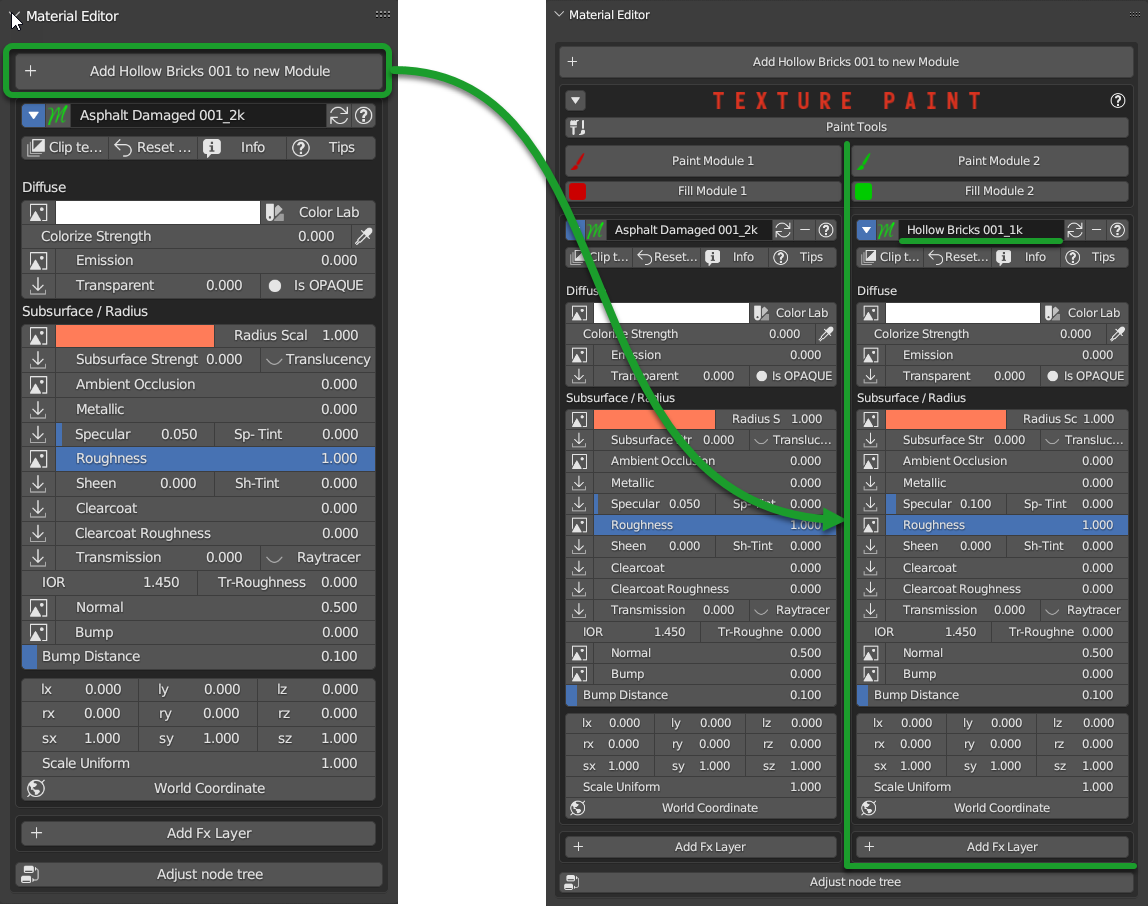 Material Editor
Add Hollow Bricks 001 to new Module
Asphalt Damaged 001_2k
Clip te... Reset ... Info Tips
Diffuse
Color Lab
Colorize Strength 0.000
Emission 0.000
Transparent 0.000 Is OPAQUE
Subsurface / Radius
Radius Scal 1.000
Subsurface Strengt 0.000 Translucency
Ambient Occlusion 0.000
Metallic 0.000
Specular 0.050 Sp- Tint 0.000
Roughness 1.000
Sheen 0.000 Sh-Tint 0.000
Clearcoat 0.000
Clearcoat Roughness 0.000
Transmission 0.000 Raytracer
IOR 1.450 Tr-Roughness 0.000
Normal 0.500
Bump 0.000
Bump Distance 0.100
lx 0.000 ly 0.000 lz 0.000
rx 0.000 ry 0.000 rz 0.000
sx 1.000 sy 1.000 sz 1.000
Scale Uniform 1.000
World Coordinate
Add Fx Layer
Adjust node tree
Material Editor
Add Hollow Bricks 001 to new Module
TEXTURE PAINT
Paint Tools
Paint Module 1
Fill Module 1
Asphalt Damaged 001_2k
Clip t... Reset... Info Tips
Diffus
Color Lab
Colorize Strength 0.000
Emission 0.000
Transparent 0.000 Is OPAQUE
Subsurface / Radius
Radius S 1.000
Subsurface Str 0.000 Transluc...
Ambient Occlusion 0.000
Metallic 0.000
Specular 0.050 Sp- Tint 0.000
Roughness 1.000
Sheen 0.000 Sh-Tint 0.000
Clearcoat 0.000
Clearcoat Roughness 0.000
Transmission 0.000 Raytracer
IOR 1.450 Tr-Roughne 0.000
Normal 0.500
Bump 0.000
Bump Distance 0.100
lx 0.000 ly 0.000 lz 0.000
rx 0.000 ry 0.000 rz 0.000
sx 1.000 sy 1.000 sz 1.000
Scale Uniform 1.000
World Coordinate
Add Fx Layer
Paint Module 2
Fill Module 2
Hollow Bricks 001_1k
Clip t... Reset... Info Tips
Diffuse
Color Lab
Colorize Strength 0.000
Emission 0.000
Transparent 0.000 Is OPAQUE
Subsurface / Radius
Radius Sc 1.000
Subsurface Str 0.000 Transluc...
Ambient Occlusion 0.000
Metallic 0.000
Specular 0.100 Sp- Tint 0.000
Roughness 1.000
Sheen 0.000 Sh-Tint 0.000
Clearcoat 0.000
Clearcoat Roughness 0.000
Transmission 0.000 Raytracer
IOR 1.450 Tr-Roughne 0.000
Normal 0.500
Bump 0.000
Bump Distance 0.100
lx 0.000 ly 0.000 lz 0.000
rx 0.000 ry 0.000 rz 0.000
sx 1.000 sy 1.000 sz 1.000
Scale Uniform 1.000
World Coordinate
Add Fx Layer
Adjust node tree